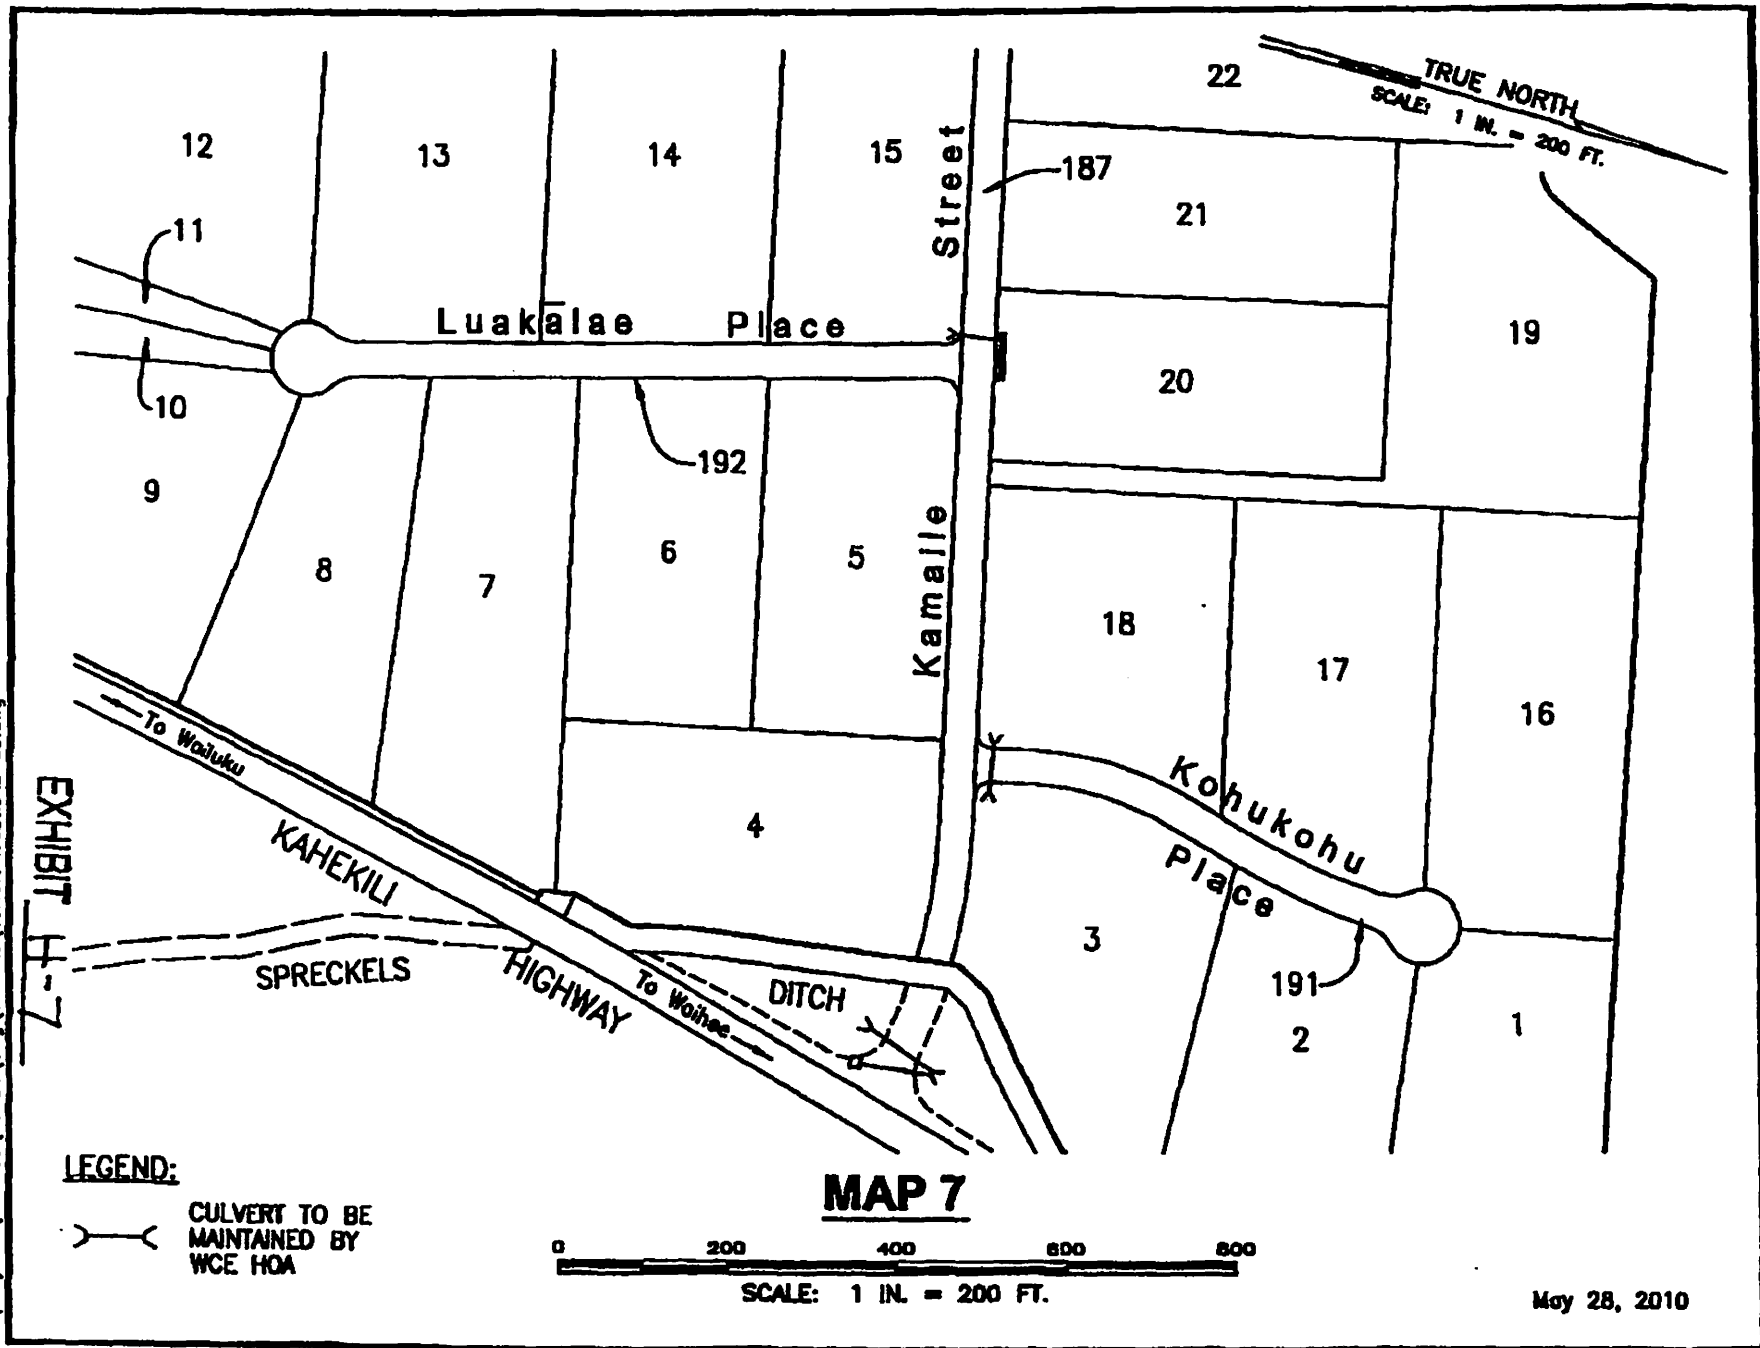 22
TRUE NORTH
SCALE: 1 IN. = 200 FT.
12
13
14
15
Street
187
21
11
Luakālae Place
19
20
10
192
9
8
7
6
5
Kamaile
18
17
16
To Wailuku
Kohukohu
Place
4
KAHEKILI
HIGHWAY
3
191
2
1
SPRECKELS
DITCH
To Waihee
EXHIBIT H-7
LEGEND:
CULVERT TO BE
MAINTAINED BY
WCE HOA
MAP 7
0 200 400 600 800
SCALE: 1 IN. = 200 FT.
May 28, 2010